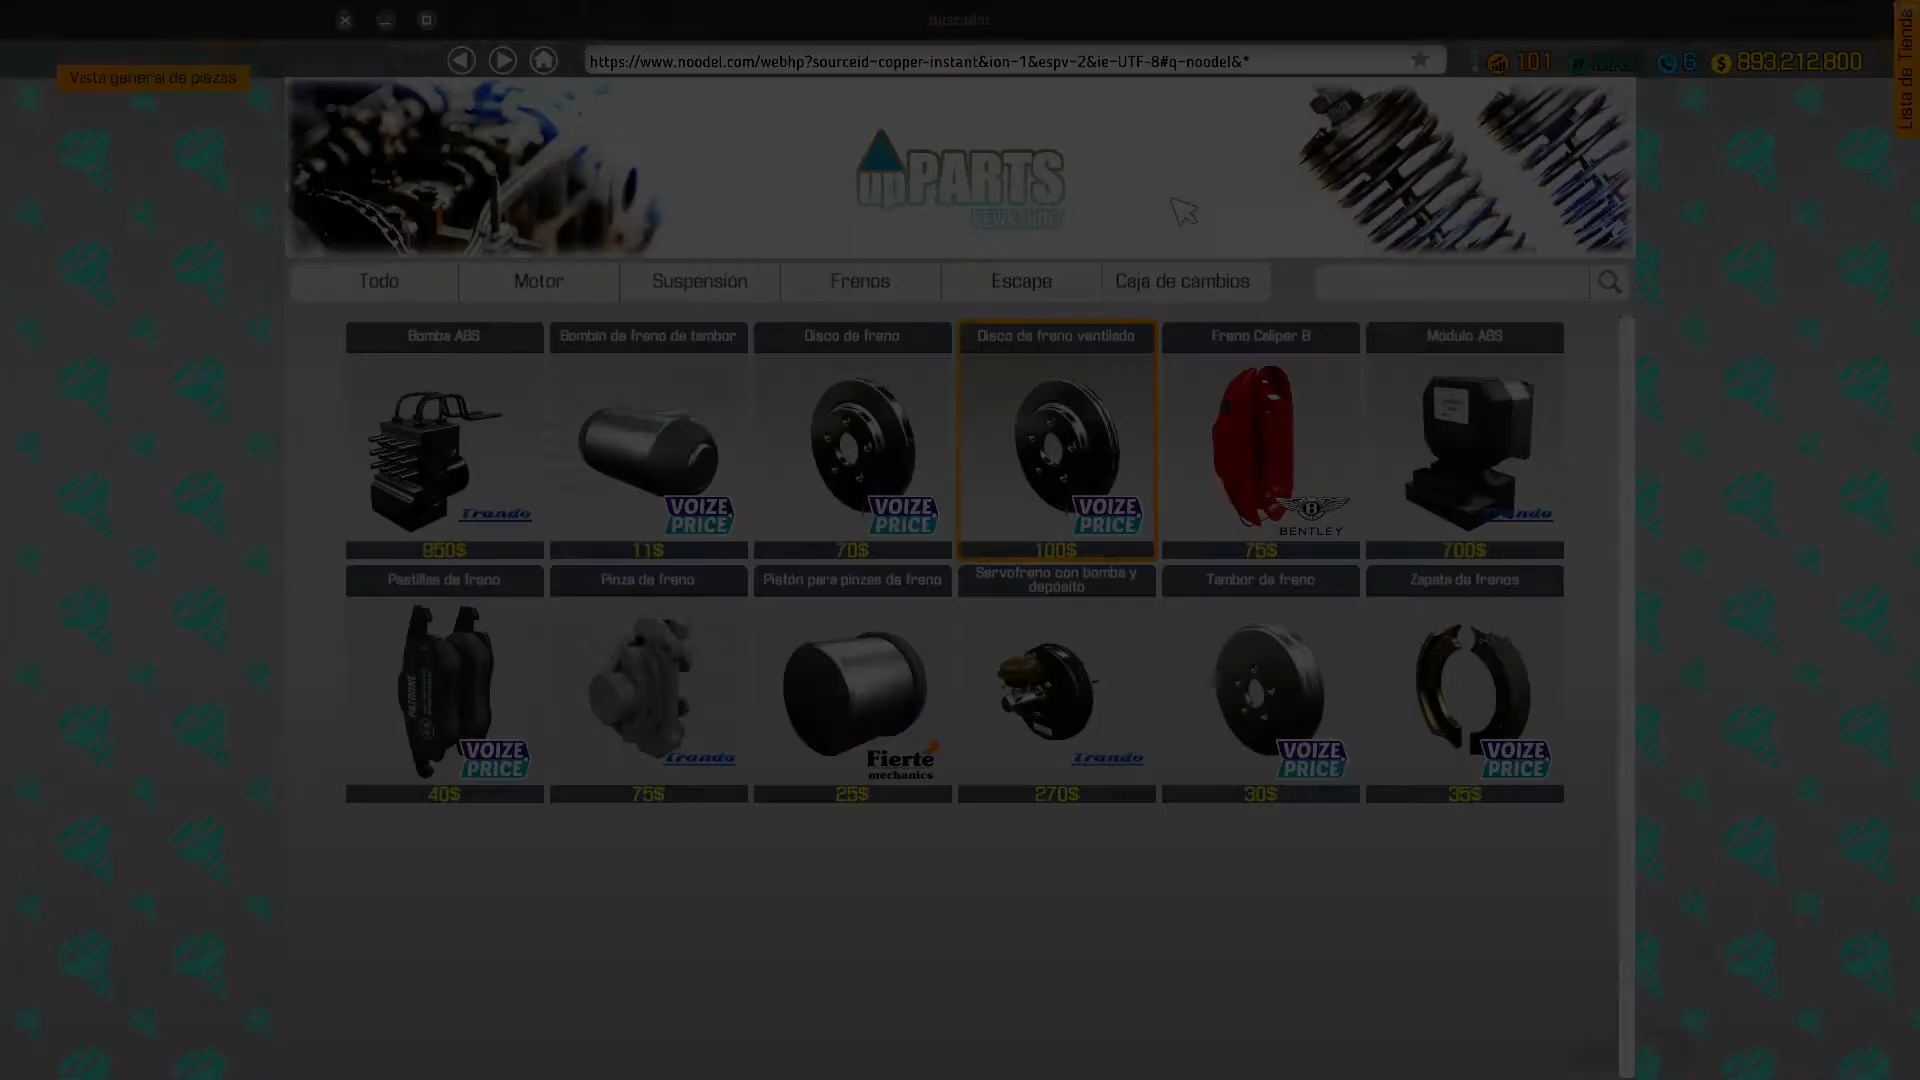 Buscador
Lista de Tienda
Vista general de piezas
https://www.noodel.com/webhp?sourceid-copper-instant&ion-1&espv-2&ie-UTF-8#q-noodel&*
101
6
893,212,800
upPARTS
Todo
Motor
Suspensión
Frenos
Escape
Caja de cambios
Bomba ABS
Bombín de freno de tambor
Disco de freno
Disco de freno ventilado
Freno Caliper B
Módulo ABS
Trando
VOIZE PRICE
VOIZE PRICE
VOIZE PRICE
BENTLEY
Trando
950$
11$
70$
100$
75$
700$
Pastillas de freno
Pinza de freno
Pistón para pinzas de freno
Servofreno con bomba y
depósito
Tambor de freno
Zapata de frenos
PATRONE
VOIZE PRICE
Trando
Fierté
mechanics
Trando
VOIZE PRICE
VOIZE PRICE
40$
75$
25$
270$
30$
35$